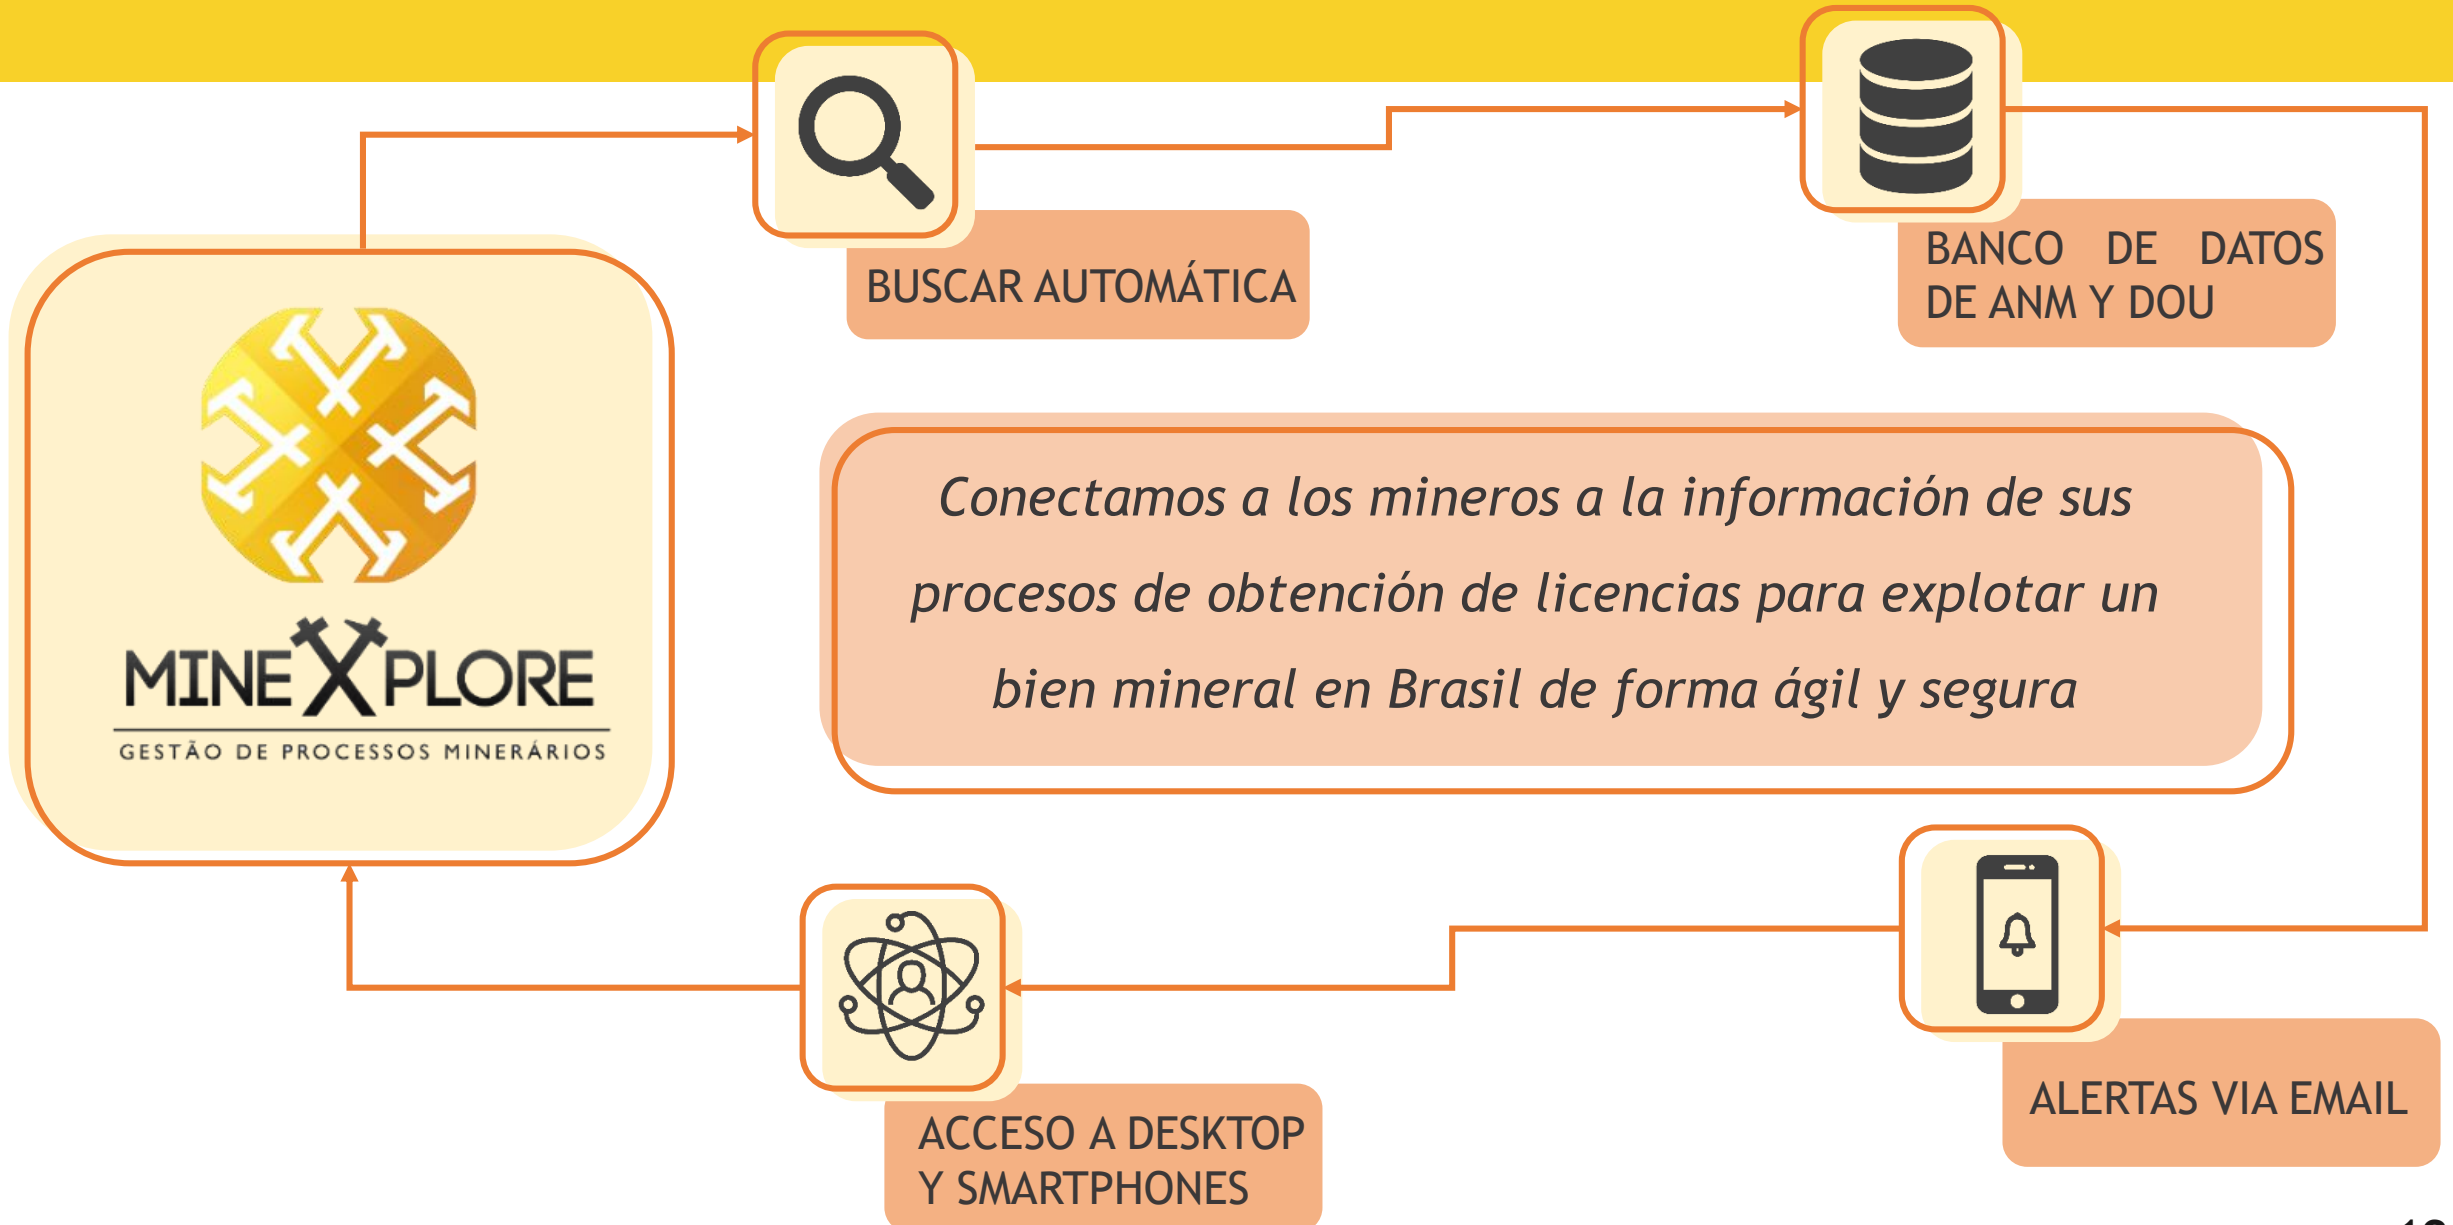 BUSCAR AUTOMÁTICA
BANCO DE DATOS
DE ANM Y DOU
MINEXPLORE
GESTÃO DE PROCESSOS MINERÁRIOS
Conectamos a los mineros a la información de sus
procesos de obtención de licencias para explotar un
bien mineral en Brasil de forma ágil y segura
ALERTAS VIA EMAIL
ACCESO A DESKTOP
Y SMARTPHONES